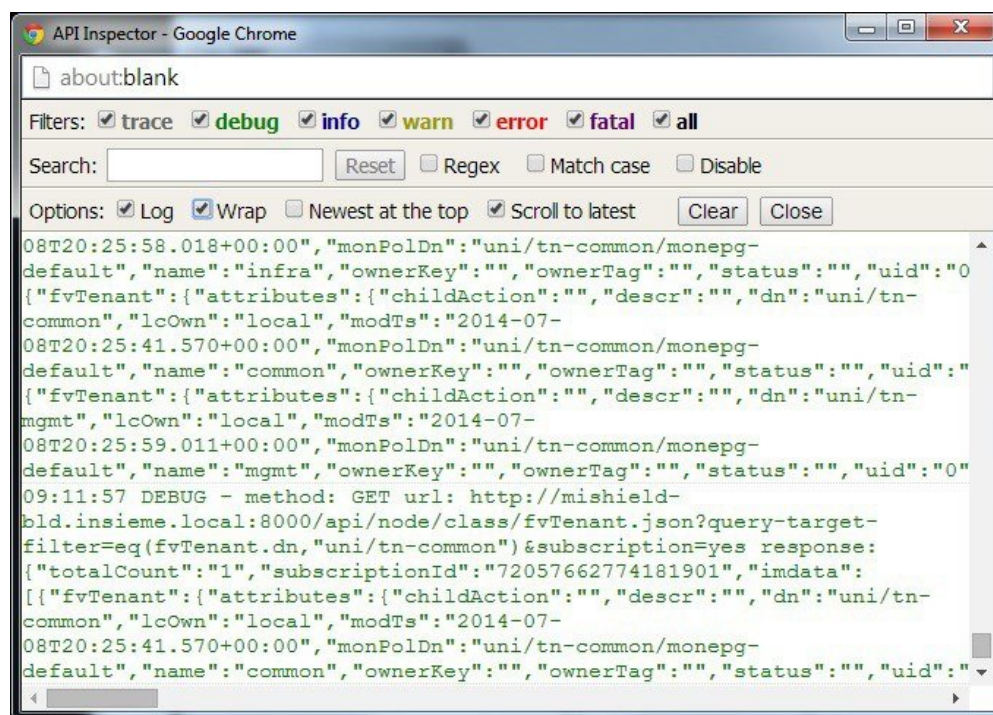 API Inspector - Google Chrome
about:blank
Filters: trace debug info warn error fatal all
Search: Reset Regex Match case Disable
Options: Log Wrap Newest at the top Scroll to latest Clear Close
08T20:25:58.018+00:00","monPolDn":"uni/tn-common/monepg-
default","name":"infra","ownerKey":"","ownerTag":"","status":"","uid":"0
{"fvTenant":{"attributes":{"childAction":"","descr":"","dn":"uni/tn-
common","lcOwn":"local","modTs":"2014-07-
08T20:25:41.570+00:00","monPolDn":"uni/tn-common/monepg-
default","name":"common","ownerKey":"","ownerTag":"","status":"","uid":"
{"fvTenant":{"attributes":{"childAction":"","descr":"","dn":"uni/tn-
mgmt","lcOwn":"local","modTs":"2014-07-
08T20:25:59.011+00:00","monPolDn":"uni/tn-common/monepg-
default","name":"mgmt","ownerKey":"","ownerTag":"","status":"","uid":"0"
09:11:57 DEBUG - method: GET url: http://mishield-
bld.insieme.local:8000/api/node/class/fvTenant.json?query-target-
filter=eq(fvTenant.dn,"uni/tn-common")&subscription=yes response:
{"totalCount":"1","subscriptionId":"72057662774181901","imdata":
[{"fvTenant":{"attributes":{"childAction":"","descr":"","dn":"uni/tn-
common","lcOwn":"local","modTs":"2014-07-
08T20:25:41.570+00:00","monPolDn":"uni/tn-common/monepg-
default","name":"common","ownerKey":"","ownerTag":"","status":"","uid":"